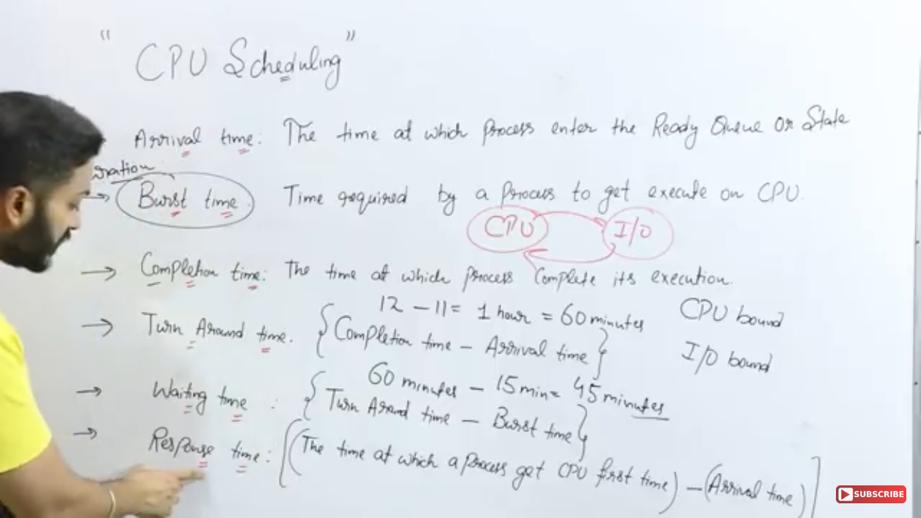 " CPU Scheduling "
Arrival time: The time at which Process enter the Ready Queue or State
ration
Burst time Time required by a Process to get execute on CPU.
CPU I/O
Completion time: The time at which process Complete its execution.
12 – 11 = 1 hour = 60 minutes CPU bound
Turn Around time. {Completion time – Arrival time}
I/O bound
60 minutes – 15 min = 45 minutes
Waiting time : {Turn Around time – Burst time}
Response time: [(The time at which a process get CPU first time) – (Arrival time)]
SUBSCRIBE